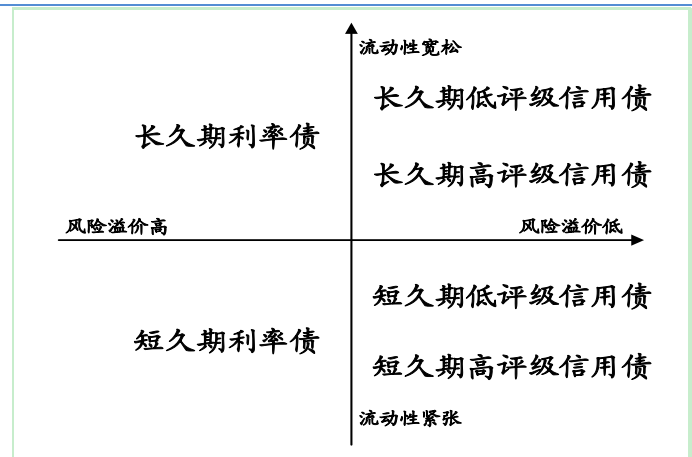 流动性宽松
长久期低评级信用债
长久期利率债
长久期高评级信用债
风险溢价高
风险溢价低
短久期低评级信用债
短久期利率债
短久期高评级信用债
流动性紧张